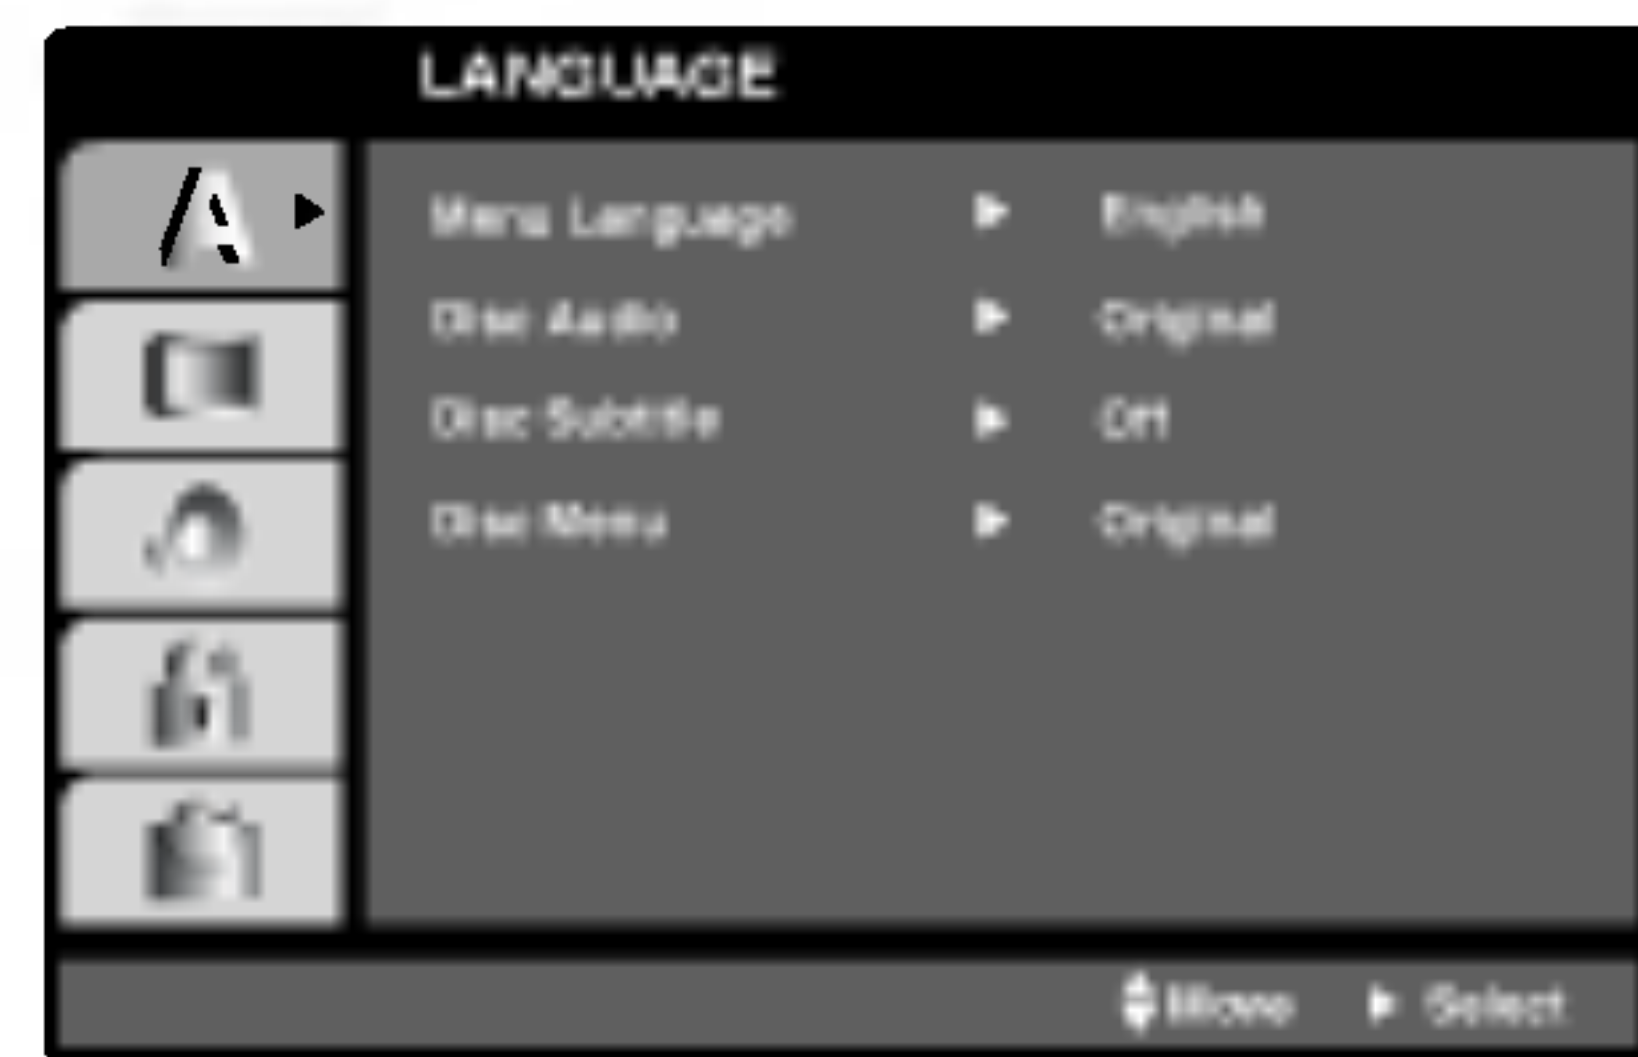 LANGUAGE
Menu Language ► English
Disc Audio ► Original
Disc Subtitle ► Off
Disc Menu ► Original
Move ► Select